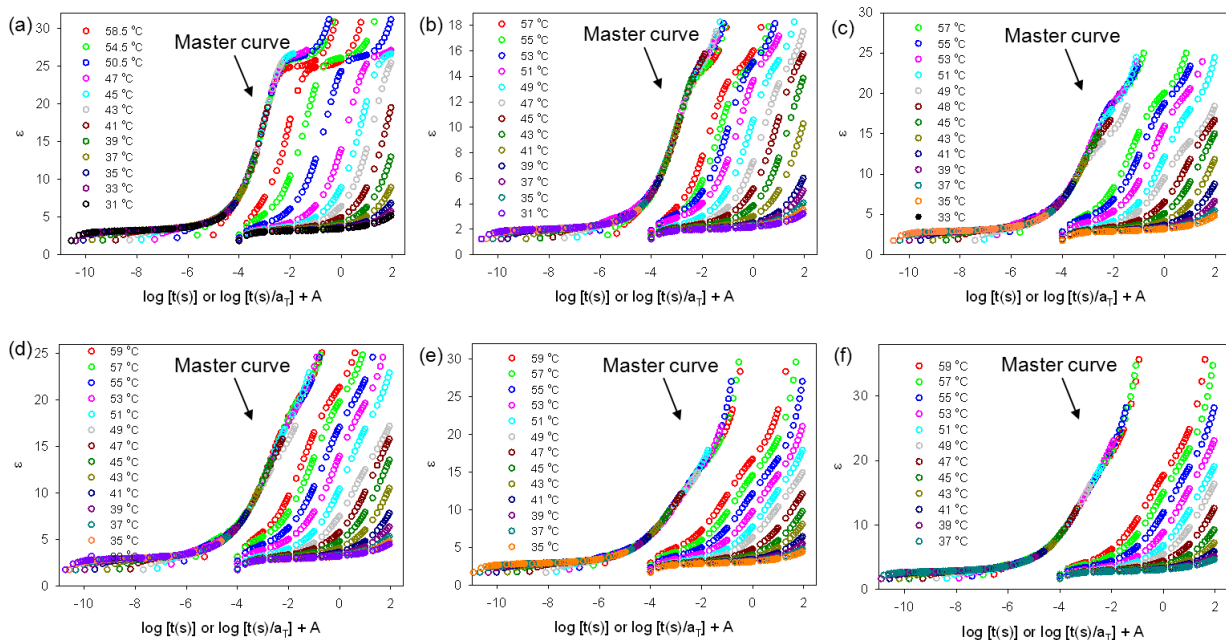 (a)
30
25
20
15
10
5
0
ε
58.5 °C
54.5 °C
50.5 °C
47 °C
45 °C
43 °C
41 °C
39 °C
37 °C
35 °C
33 °C
31 °C
Master curve
-10 -8 -6 -4 -2 0 2
log [t(s)] or log [t(s)/aT] + A
(b)
18
16
14
12
10
8
6
4
2
0
ε
57 °C
55 °C
53 °C
51 °C
49 °C
47 °C
45 °C
43 °C
41 °C
39 °C
35 °C
31 °C
Master curve
-10 -8 -6 -4 -2 0 2
log [t(s)] or log [t(s)/aT] + A
(c)
30
25
20
15
10
5
0
ε
57 °C
55 °C
53 °C
51 °C
49 °C
48 °C
45 °C
43 °C
41 °C
39 °C
37 °C
35 °C
33 °C
Master curve
-10 -8 -6 -4 -2 0 2
log [t(s)] or log [t(s)/aT] + A
(d)
25
20
15
10
5
0
ε
59 °C
57 °C
55 °C
53 °C
51 °C
49 °C
47 °C
45 °C
43 °C
41 °C
39 °C
37 °C
35 °C
Master curve
-10 -8 -6 -4 -2 0 2
log [t(s)] or log [t(s)/aT] + A
(e)
30
25
20
15
10
5
0
ε
59 °C
57 °C
55 °C
53 °C
51 °C
49 °C
47 °C
45 °C
43 °C
41 °C
39 °C
37 °C
35 °C
Master curve
-10 -8 -6 -4 -2 0 2
log [t(s)] or log [t(s)/aT] + A
(f)
30
20
10
0
ε
59 °C
57 °C
55 °C
53 °C
51 °C
49 °C
47 °C
45 °C
43 °C
41 °C
39 °C
37 °C
Master curve
-10 -8 -6 -4 -2 0 2
log [t(s)] or log [t(s)/aT] + A